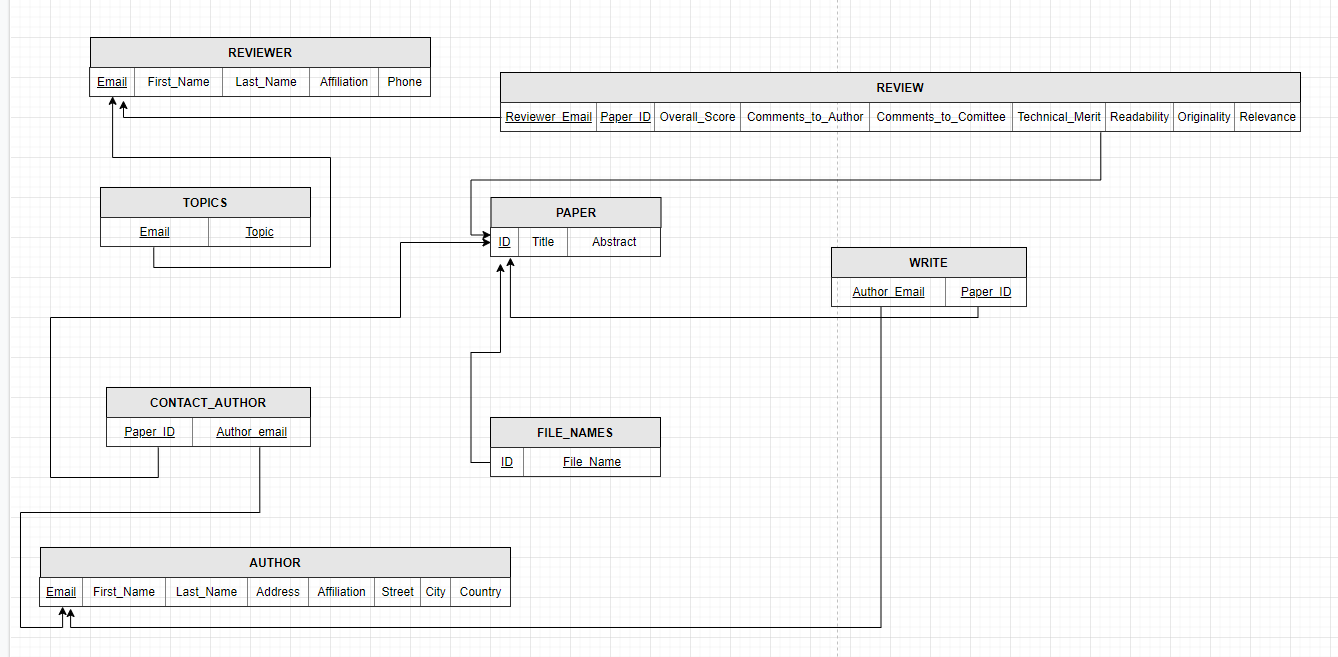 REVIEWER
Email First_Name Last_Name Affiliation Phone
REVIEW
Reviewer_Email Paper_ID Overall_Score Comments_to_Author Comments_to_Comittee Technical_Merit Readability Originality Relevance
TOPICS
Email Topic
PAPER
ID Title Abstract
WRITE
Author_Email Paper_ID
CONTACT_AUTHOR
Paper_ID Author_email
FILE_NAMES
ID File_Name
AUTHOR
Email First_Name Last_Name Address Affiliation Street City Country